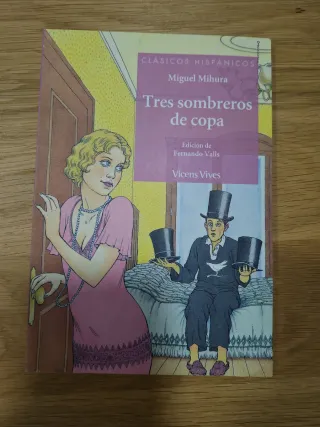 CLÁSICOS HISPÁNICOS
Miguel Mihura
Tres sombreros
de copa
Edición de
Fernando Valls
Vicens Vives